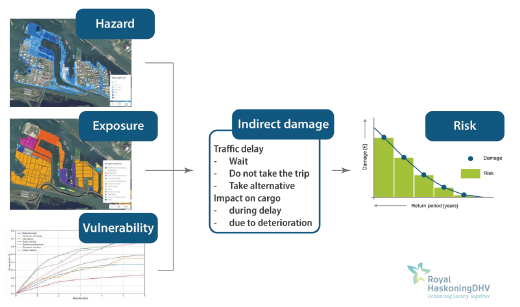 Hazard
Exposure
Vulnerability
Indirect damage
Traffic delay
- Wait
- Do not take the trip
- Take alternative
Impact on cargo
- during delay
- due to deterioration
Risk
Damage [€]
Damage
Risk
Return period [years]
Royal
HaskoningDHV
Enhancing Society Together